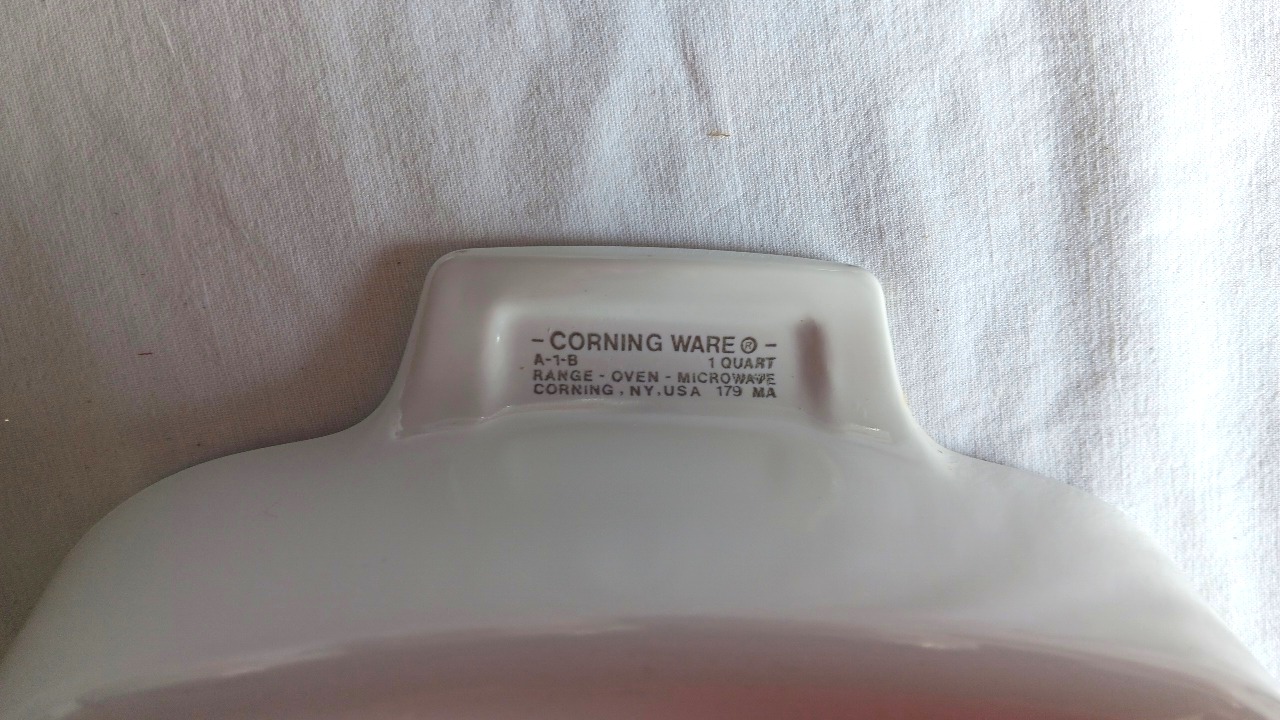 - CORNING WARE ® -
A-1-B 1 QUART
RANGE - OVEN - MICROWAVE
CORNING , NY. USA 179 MA